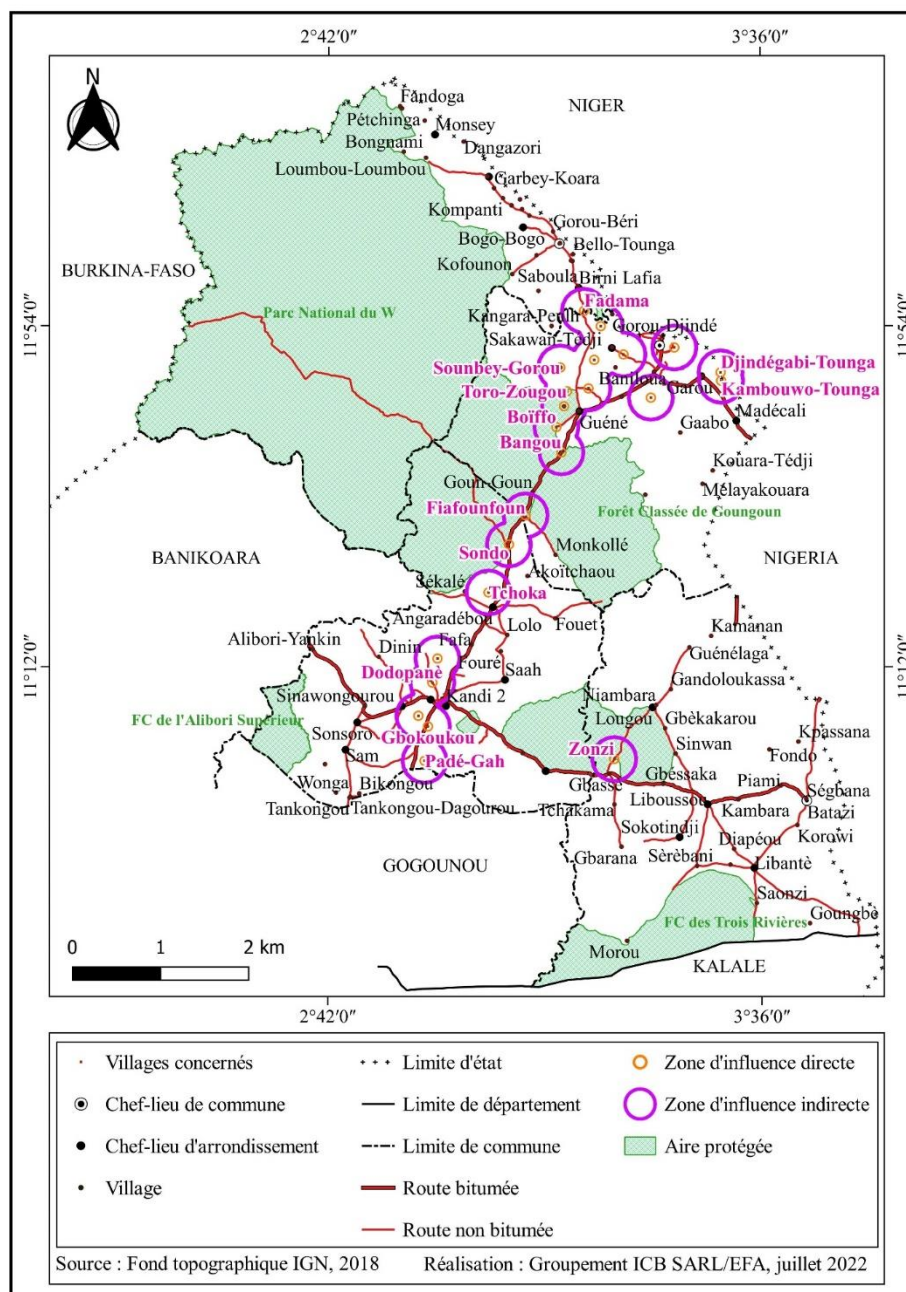 2°42'0"
3°36'0"
N
NIGER
Fandoga
Pétchinga
Monsey
Bongnami
Dangazori
Loumbou-Loumbou
Garbey-Koara
Kompanti
Gorou-Béri
Bogo-Bogo
Bello-Tounga
BURKINA-FASO
Kofounon
Saboula
Birni Lafia
Parc National du W
Fadama
11°54'0"
11°54'0"
Sakawan-Tédji
Gorou-Djindé
Sounbey-Gorou
Djindégabi-Tounga
Baniloua
Garou
Toro-Zougou
Kambouwo-Tounga
Boïffo
Guéné
Madécali
Bangou
Gaabo
Kouara-Tédji
Goun-Goun
Mélayakouara
Fiafounfoun
Forêt Classée de Goungoun
BANIKOARA
Sondo
Monkollé
NIGERIA
Akoïtchaou
Sékalé
Tchoka
Angaradébou
Lolo
Fouet
Kamanan
Alibori-Yankin
Dinin
Fafa
Fouré
Guénélaga
11°12'0"
11°12'0"
Dodopanè
Saah
Gandoloukassa
Sinawongourou
Kandi 2
Niambara
FC de l'Alibori Supérieur
Lougou
Gbèkakarou
Sonsoro
Gbokoukou
Kpassana
Sam
Zonzi
Sinwan
Fondo
Padé-Gah
Wonga
Bikongou
Gbassè
Gbéssaka
Piami
Ségbana
Tankongou
Tankongou-Dagourou
Tchakama
Liboussou
Kambara
Batazi
Sokotindji
Diapéou
Korowi
GOGOUNOU
Gbarana
Sèrèbani
Libantè
Saonzi
FC des Trois Rivières
Goungbè
0 1 2 km
Morou
KALALE
2°42'0"
3°36'0"
Villages concernés
Limite d'état
Zone d'influence directe
Chef-lieu de commune
Limite de département
Zone d'influence indirecte
Chef-lieu d'arrondissement
Limite de commune
Aire protégée
Village
Route bitumée
Route non bitumée
Source : Fond topographique IGN, 2018
Réalisation : Groupement ICB SARL/EFA, juillet 2022